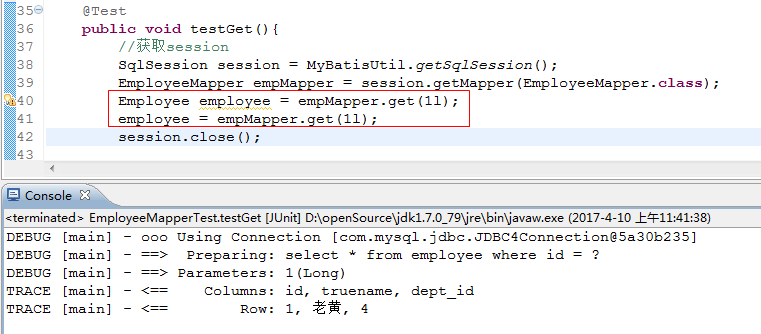 35 @Test
36 public void testGet(){
37 //获取session
38 SqlSession session = MyBatisUtil.getSqlSession();
39 EmployeeMapper empMapper = session.getMapper(EmployeeMapper.class);
40 Employee employee = empMapper.get(1l);
41 employee = empMapper.get(1l);
42 session.close();
43
Console
<terminated> EmployeeMapperTest.testGet [JUnit] D:\openSource\jdk1.7.0_79\jre\bin\javaw.exe (2017-4-10 上午11:41:38)
DEBUG [main] - ooo Using Connection [com.mysql.jdbc.JDBC4Connection@5a30b235]
DEBUG [main] - ==>  Preparing: select * from employee where id = ?
DEBUG [main] - ==> Parameters: 1(Long)
TRACE [main] - <==    Columns: id, truename, dept_id
TRACE [main] - <==        Row: 1, 老黄, 4